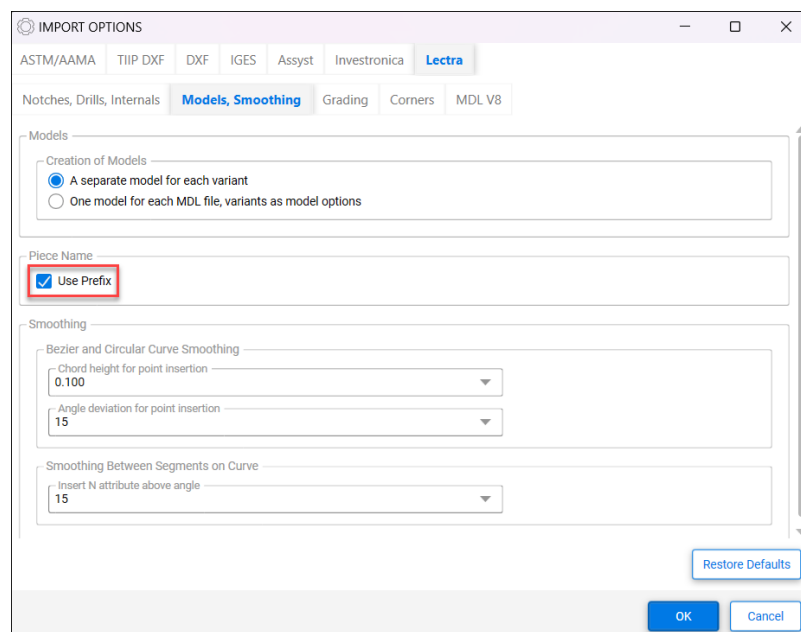 IMPORT OPTIONS
ASTM/AAMA TIIP DXF DXF IGES Assyst Investronica Lectra
Notches, Drills, Internals Models, Smoothing Grading Corners MDL V8
Models
Creation of Models
A separate model for each variant
One model for each MDL file, variants as model options
Piece Name
Use Prefix
Smoothing
Bezier and Circular Curve Smoothing
Chord height for point insertion
0.100
Angle deviation for point insertion
15
Smoothing Between Segments on Curve
Insert N attribute above angle
15
Restore Defaults
OK Cancel